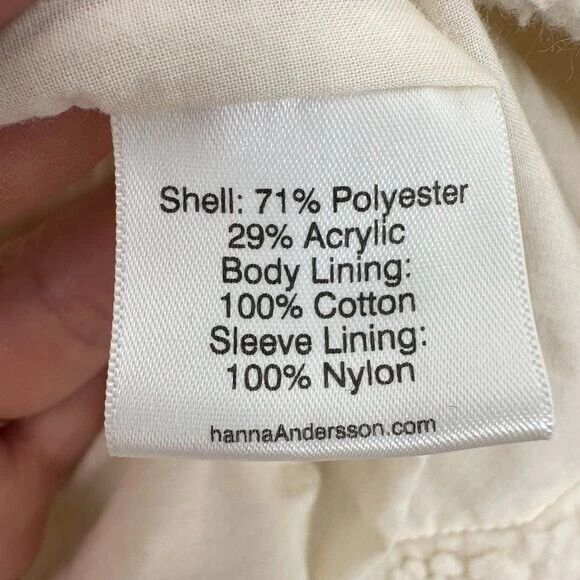 Shell: 71% Polyester
29% Acrylic
Body Lining:
100% Cotton
Sleeve Lining:
100% Nylon
hannaAndersson.com